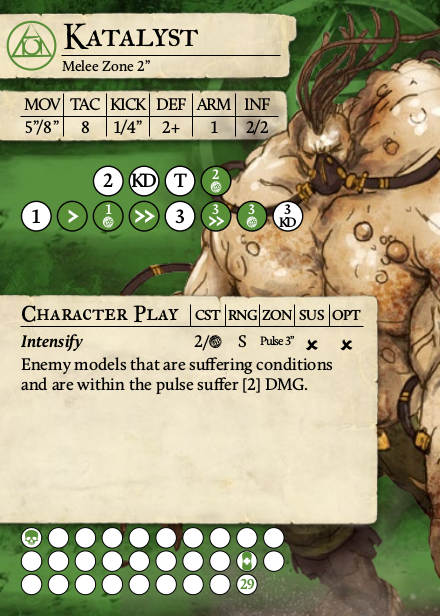 Katalyst
Melee Zone 2"
MOV TAC KICK DEF ARM INF
5"/8" 8 1/4" 2+ 1 2/2
2 KD T 2
1 > 1 >> 3 3 >> 3 3 KD
Character Play CST RNG ZON SUS OPT
Intensify 2/ S Pulse 3" ✘ ✘
Enemy models that are suffering conditions
and are within the pulse suffer [2] DMG.
29